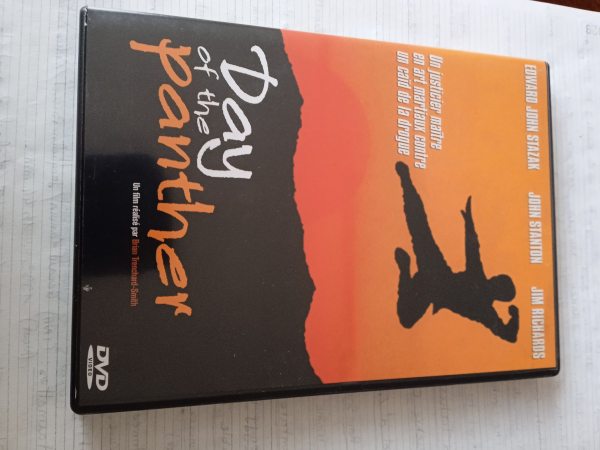 EDWARD JOHN STAZAK JOHN STANTON JIM RICHARDS
Un justicier maître
en art martiaux contre
un caïd de la drogue
Day
of the
panther
Un film réalisé par Brian Trenchard-Smith
DVD
VIDEO